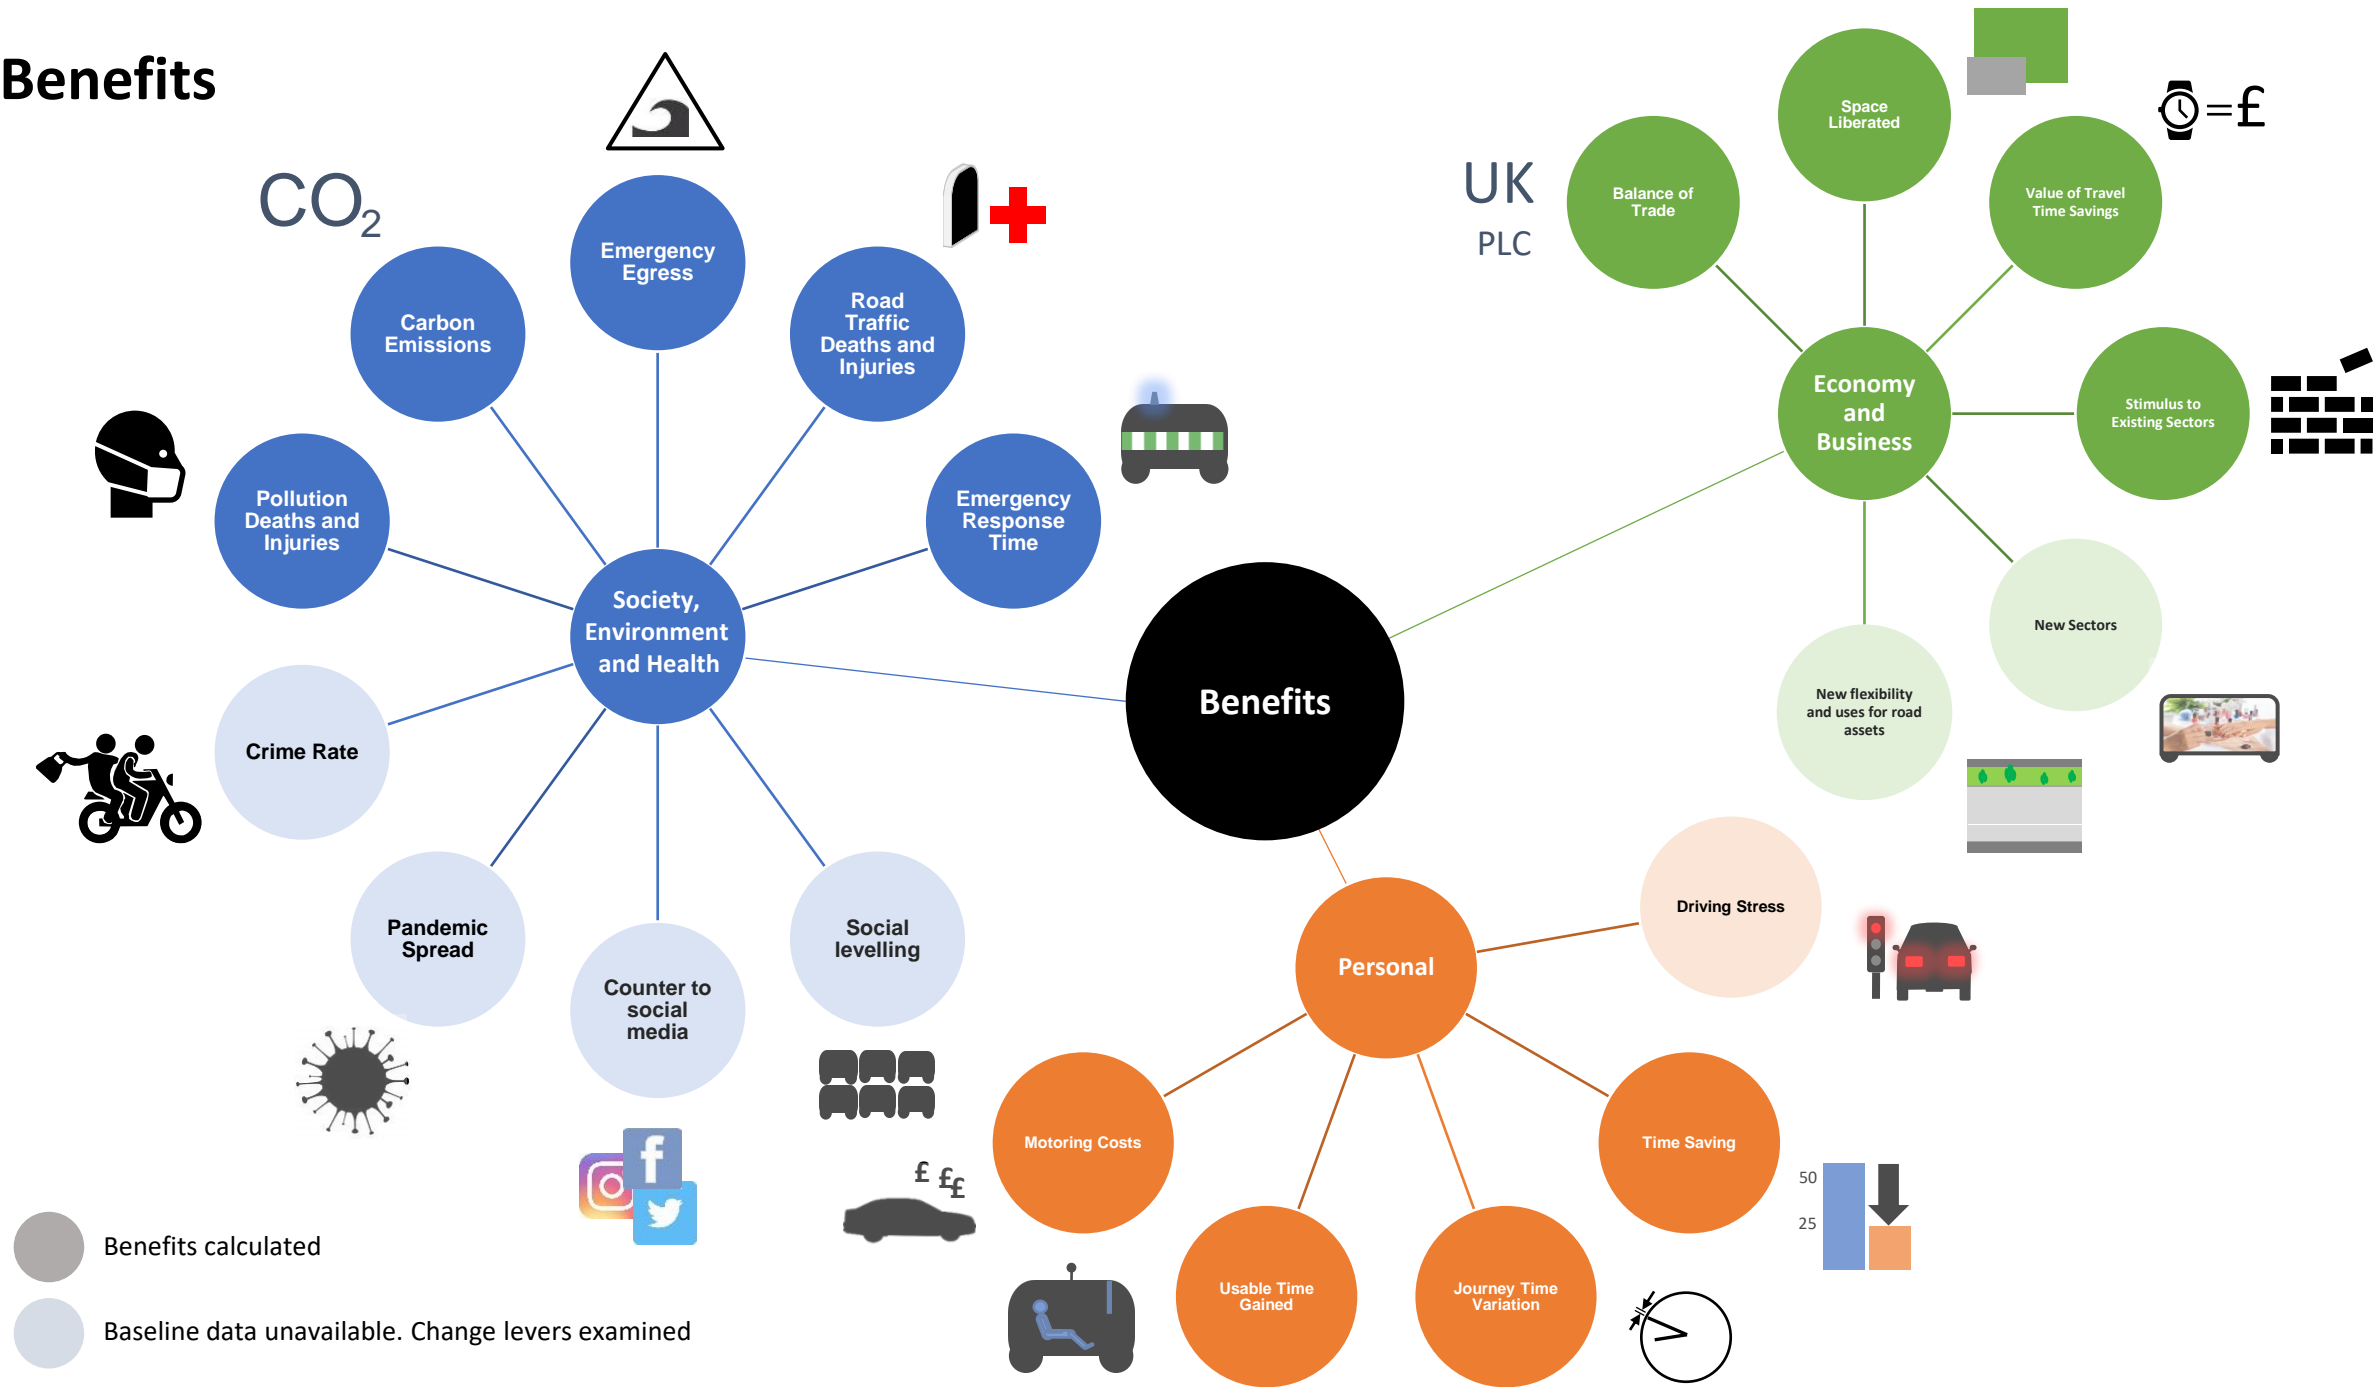 Benefits
CO2
UK
PLC
=£
Emergency
Egress
Carbon
Emissions
Road
Traffic
Deaths and
Injuries
Pollution
Deaths and
Injuries
Emergency
Response
Time
Society,
Environment
and Health
Crime Rate
Pandemic
Spread
Counter to
social
media
Social
levelling
Benefits
Space
Liberated
Balance of
Trade
Value of Travel
Time Savings
Economy
and
Business
Stimulus to
Existing Sectors
New Sectors
New flexibility
and uses for road
assets
Personal
Driving Stress
Motoring Costs
Time Saving
Usable Time
Gained
Journey Time
Variation
£ £ £
50
25
f
Benefits calculated
Baseline data unavailable. Change levers examined